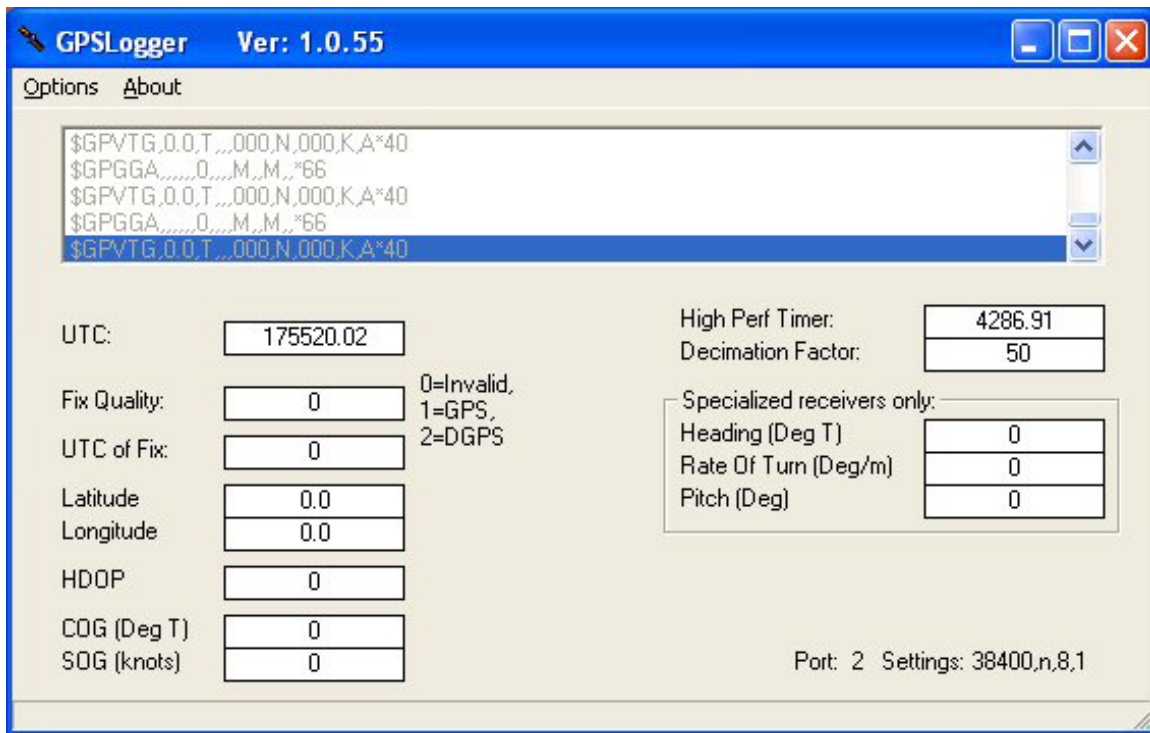 GPSLogger Ver: 1.0.55
Options About
$GPVTG,0.0,T,,,000,N,000,K,A*40
$GPGGA,,,,,,0,,,,M,,M,,,*66
$GPVTG,0.0,T,,,000,N,000,K,A*40
$GPGGA,,,,,,0,,,,M,,M,,,*66
$GPVTG,0.0,T,,,000,N,000,K,A*40
UTC: 175520.02
Fix Quality: 0
0=Invalid,
1=GPS,
2=DGPS
UTC of Fix: 0
Latitude 0.0
Longitude 0.0
HDOP 0
COG (Deg T) 0
SOG (knots) 0
High Perf Timer: 4286.91
Decimation Factor: 50
Specialized receivers only:
Heading (Deg T) 0
Rate Of Turn (Deg/m) 0
Pitch (Deg) 0
Port: 2 Settings: 38400,n,8,1